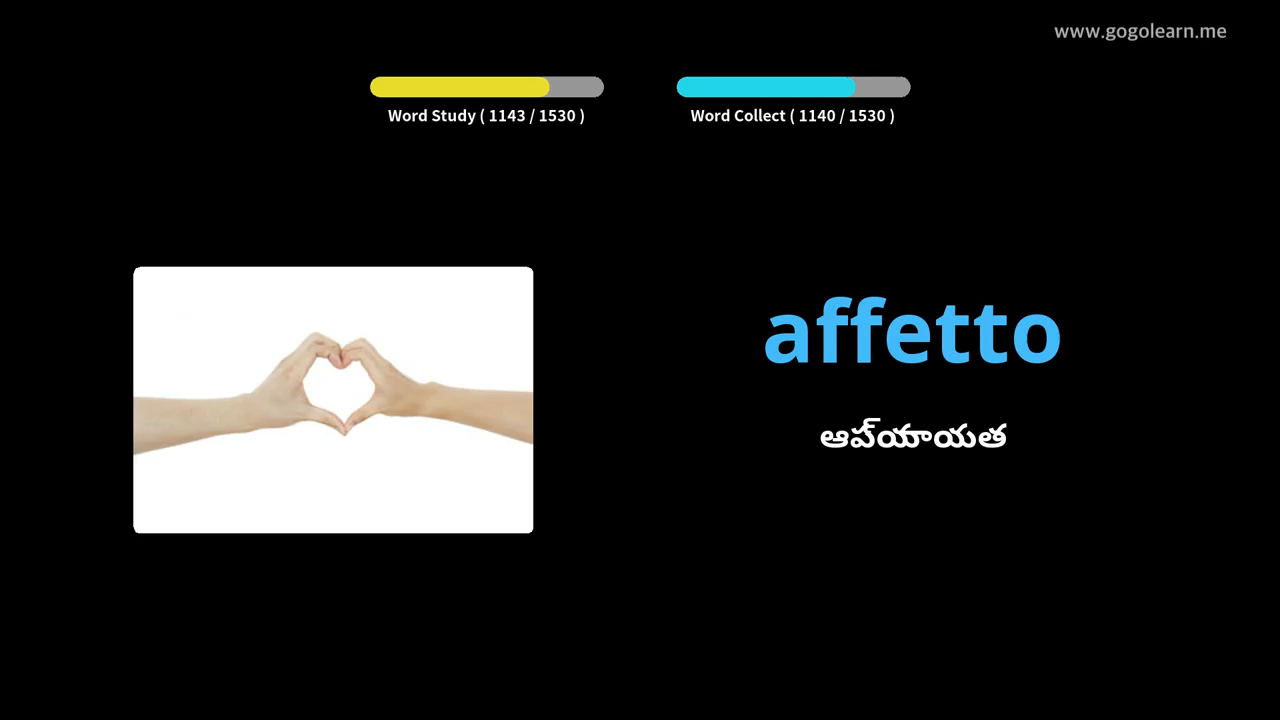 www.gogolearn.me
Word Study ( 1143 / 1530 )
Word Collect ( 1140 / 1530 )
affetto
ఆప్యాయత